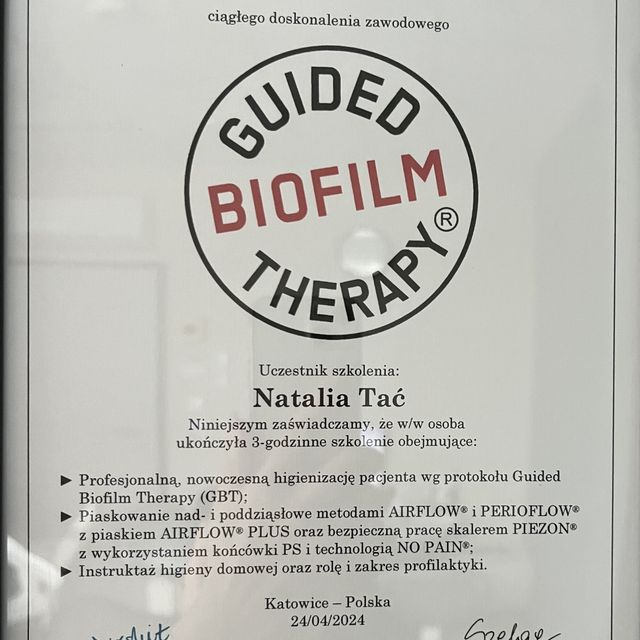 ciągłego doskonalenia zawodowego
GUIDED
BIOFILM
THERAPY®
Uczestnik szkolenia:
Natalia Tać
Niniejszym zaświadczamy, że w/w osoba
ukończyła 3-godzinne szkolenie obejmujące:
► Profesjonalną, nowoczesną higienizację pacjenta wg protokołu Guided
Biofilm Therapy (GBT);
► Piaskowanie nad- i poddziąsłowe metodami AIRFLOW® i PERIOFLOW®
z piaskiem AIRFLOW® PLUS oraz bezpieczną pracę skalerem PIEZON®
z wykorzystaniem końcówki PS i technologią NO PAIN®;
► Instruktaż higieny domowej oraz rolę i zakres profilaktyki.
Katowice – Polska
24/04/2024